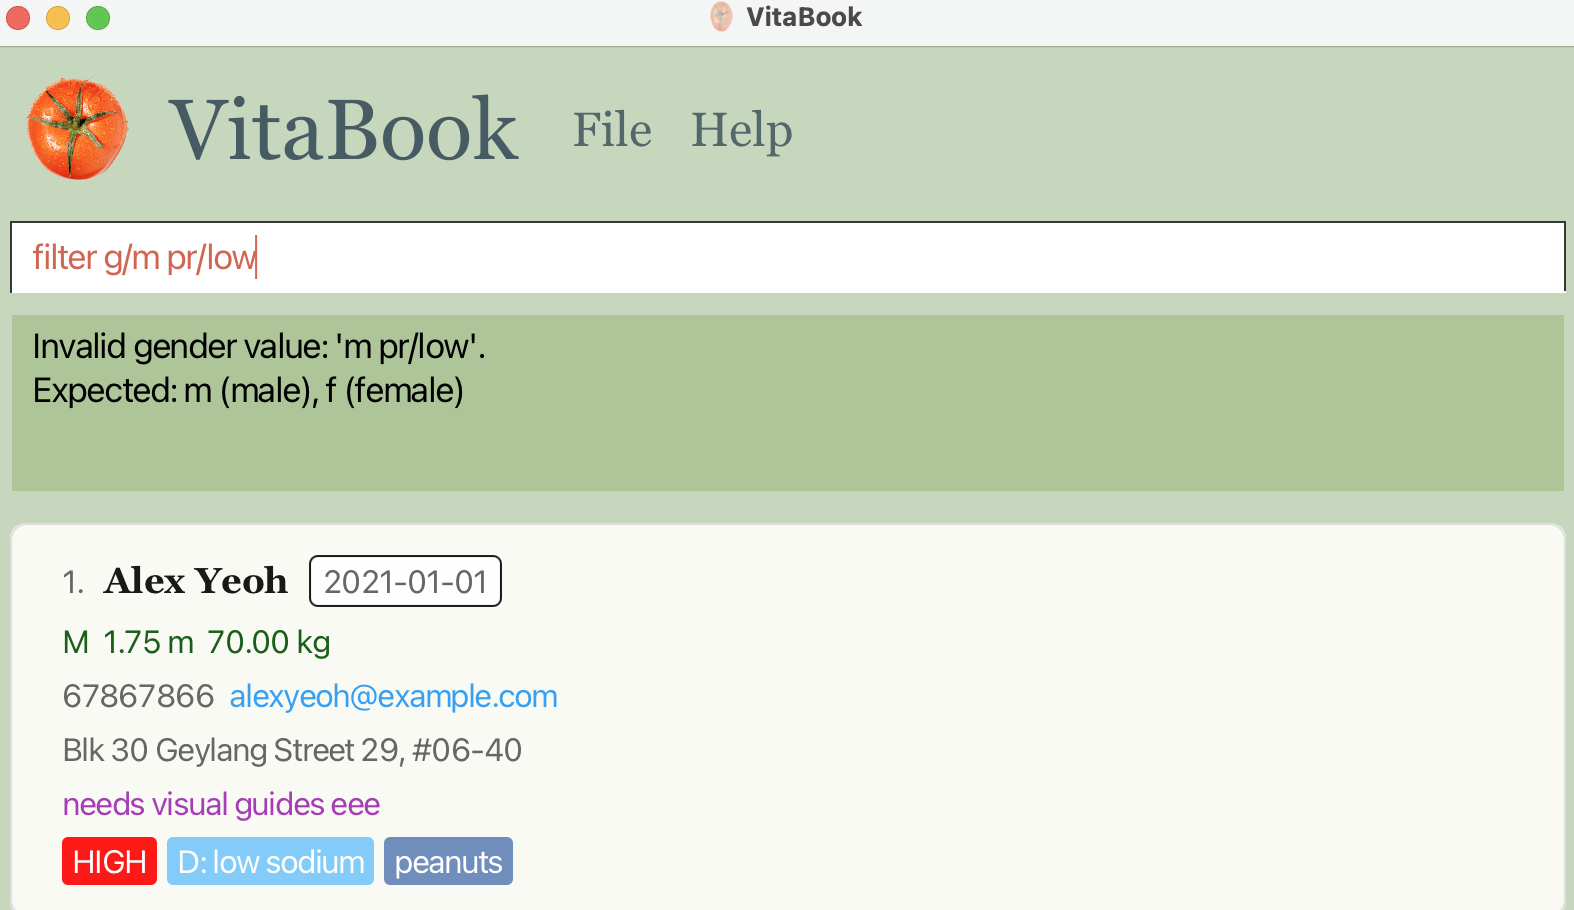 VitaBook
VitaBook File Help
filter g/m pr/low
Invalid gender value: 'm pr/low'.
Expected: m (male), f (female)
1. Alex Yeoh 2021-01-01
M 1.75 m 70.00 kg
67867866 alexyeoh@example.com
Blk 30 Geylang Street 29, #06-40
needs visual guides eee
HIGH D: low sodium peanuts